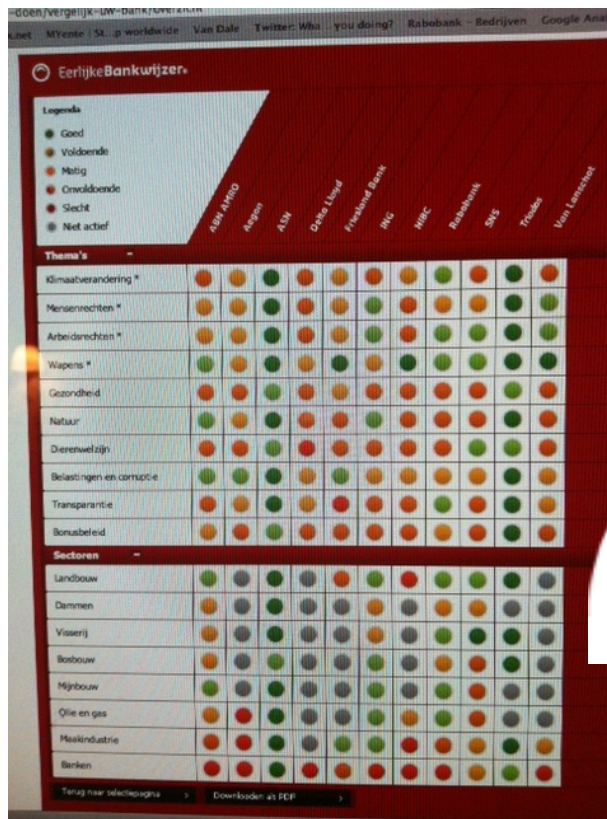 -doen/vergelijk-uw-bank/overzicht
MYente | St...p worldwide Van Dale Twitter: Wha... you doing? Rabobank – Bedrijven Google Ana
EerlijkeBankwijzer
Legenda
Goed
Voldoende
Matig
Onvoldoende
Slecht
Niet actief
ABN AMRO Aegon ASN Delta Lloyd Friesland Bank ING NIBC Rabobank SNS Triodos Van Lanschot
Thema's –
Klimaatverandering *
Mensenrechten *
Arbeidsrechten *
Wapens *
Gezondheid
Natuur
Dierenwelzijn
Belastingen en corruptie
Transparantie
Bonusbeleid
Sectoren –
Landbouw
Dammen
Visserij
Bosbouw
Mijnbouw
Olie en gas
Maakindustrie
Banken
Terug naar selectiepagina > Downloaden als PDF >